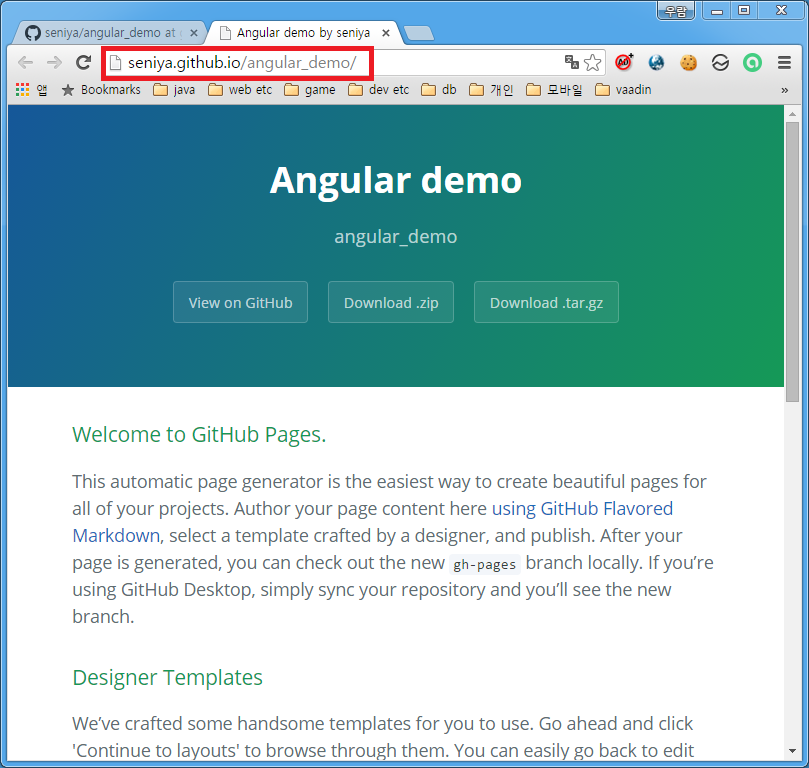 우람
seniya/angular_demo at
Angular demo by seniya
seniya.github.io/angular_demo/
앱 Bookmarks java web etc game dev etc db 개인 모바일 vaadin »
Angular demo
angular_demo
View on GitHub Download .zip Download .tar.gz
Welcome to GitHub Pages.
This automatic page generator is the easiest way to create beautiful pages for
all of your projects. Author your page content here using GitHub Flavored
Markdown, select a template crafted by a designer, and publish. After your
page is generated, you can check out the new gh-pages branch locally. If you’re
using GitHub Desktop, simply sync your repository and you’ll see the new
branch.
Designer Templates
We’ve crafted some handsome templates for you to use. Go ahead and click
'Continue to layouts' to browse through them. You can easily go back to edit